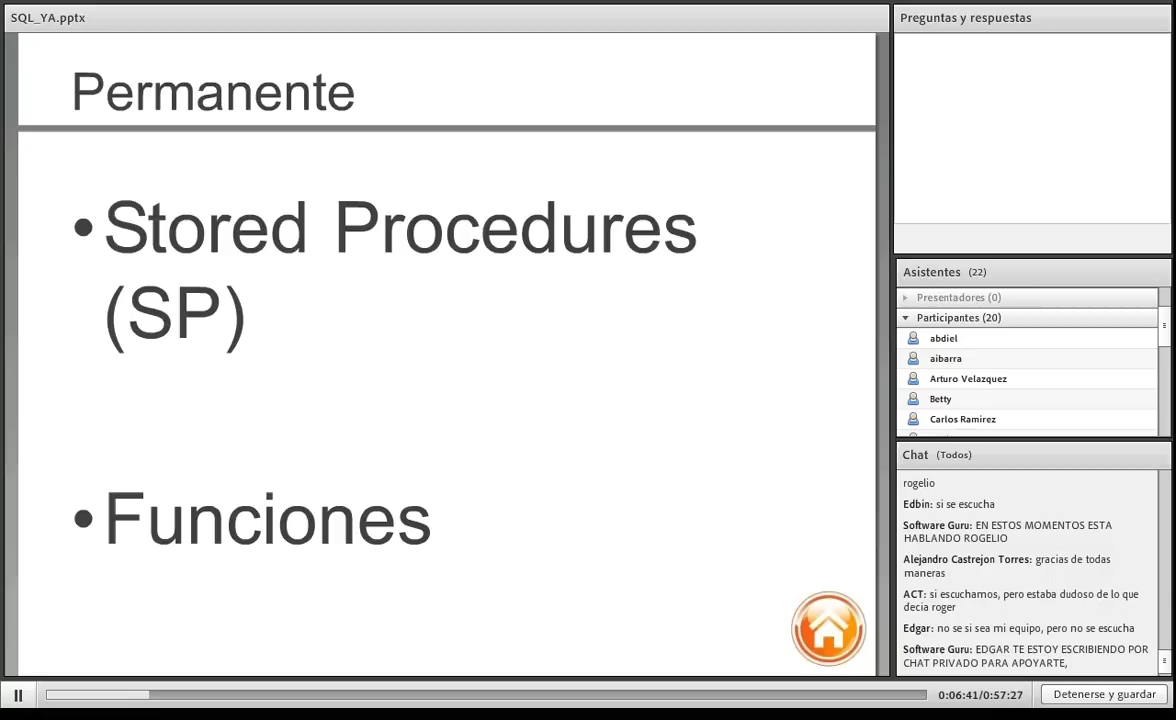 SQL_YA.pptx
Permanente
•Stored Procedures
(SP)
•Funciones
Preguntas y respuestas
Asistentes (22)
Presentadores (0)
Participantes (20)
abdiel
aibarra
Arturo Velazquez
Betty
Carlos Ramirez
Chat (Todos)
rogelio
Edbin: si se escucha
Software Guru: EN ESTOS MOMENTOS ESTA
HABLANDO ROGELIO
Alejandro Castrejon Torres: gracias de todas
maneras
ACT: si escuchamos, pero estaba dudoso de lo que
decia roger
Edgar: no se si sea mi equipo, pero no se escucha
Software Guru: EDGAR TE ESTOY ESCRIBIENDO POR
CHAT PRIVADO PARA APOYARTE,
0:06:41/0:57:27
Detenerse y guardar